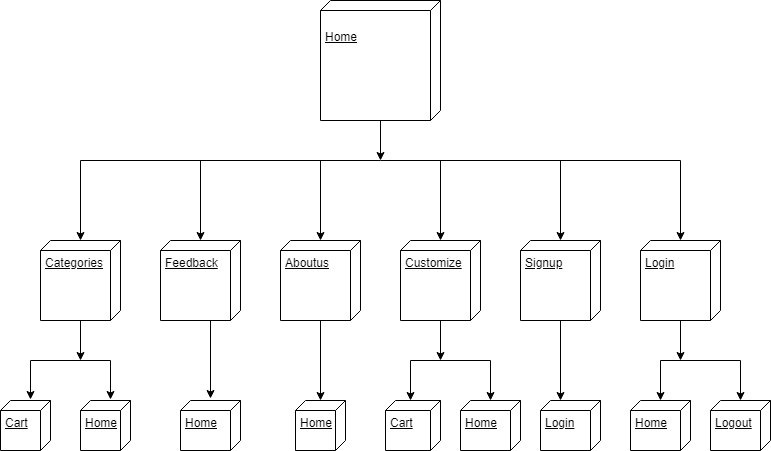 Home
Categories
Feedback
Aboutus
Customize
Signup
Login
Cart
Home
Home
Home
Cart
Home
Login
Home
Logout